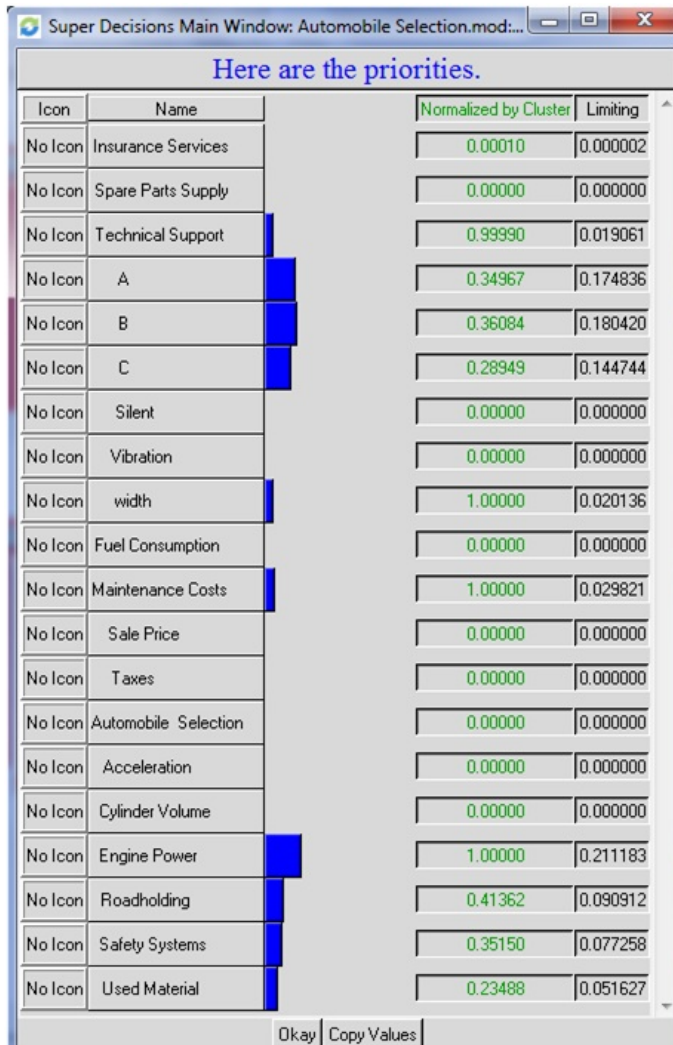 Super Decisions Main Window: Automobile Selection.mod:...
Here are the priorities.
Icon Name Normalized by Cluster Limiting
No Icon Insurance Services 0.00010 0.000002
No Icon Spare Parts Supply 0.00000 0.000000
No Icon Technical Support 0.99990 0.019061
No Icon A 0.34967 0.174836
No Icon B 0.36084 0.180420
No Icon C 0.28949 0.144744
No Icon Silent 0.00000 0.000000
No Icon Vibration 0.00000 0.000000
No Icon width 1.00000 0.020136
No Icon Fuel Consumption 0.00000 0.000000
No Icon Maintenance Costs 1.00000 0.029821
No Icon Sale Price 0.00000 0.000000
No Icon Taxes 0.00000 0.000000
No Icon Automobile Selection 0.00000 0.000000
No Icon Acceleration 0.00000 0.000000
No Icon Cylinder Volume 0.00000 0.000000
No Icon Engine Power 1.00000 0.211183
No Icon Roadholding 0.41362 0.090912
No Icon Safety Systems 0.35150 0.077258
No Icon Used Material 0.23488 0.051627
Okay Copy Values